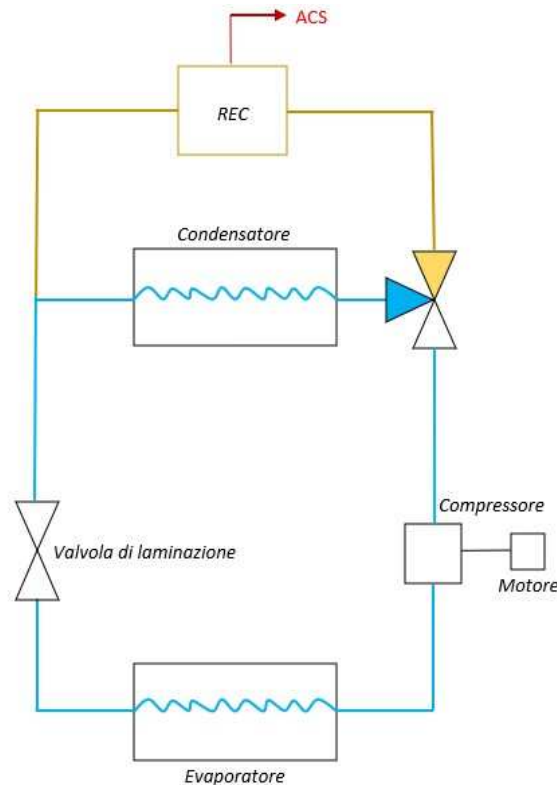 ACS
REC
Condensatore
Compressore
Valvola di laminazione
Motore
Evaporatore